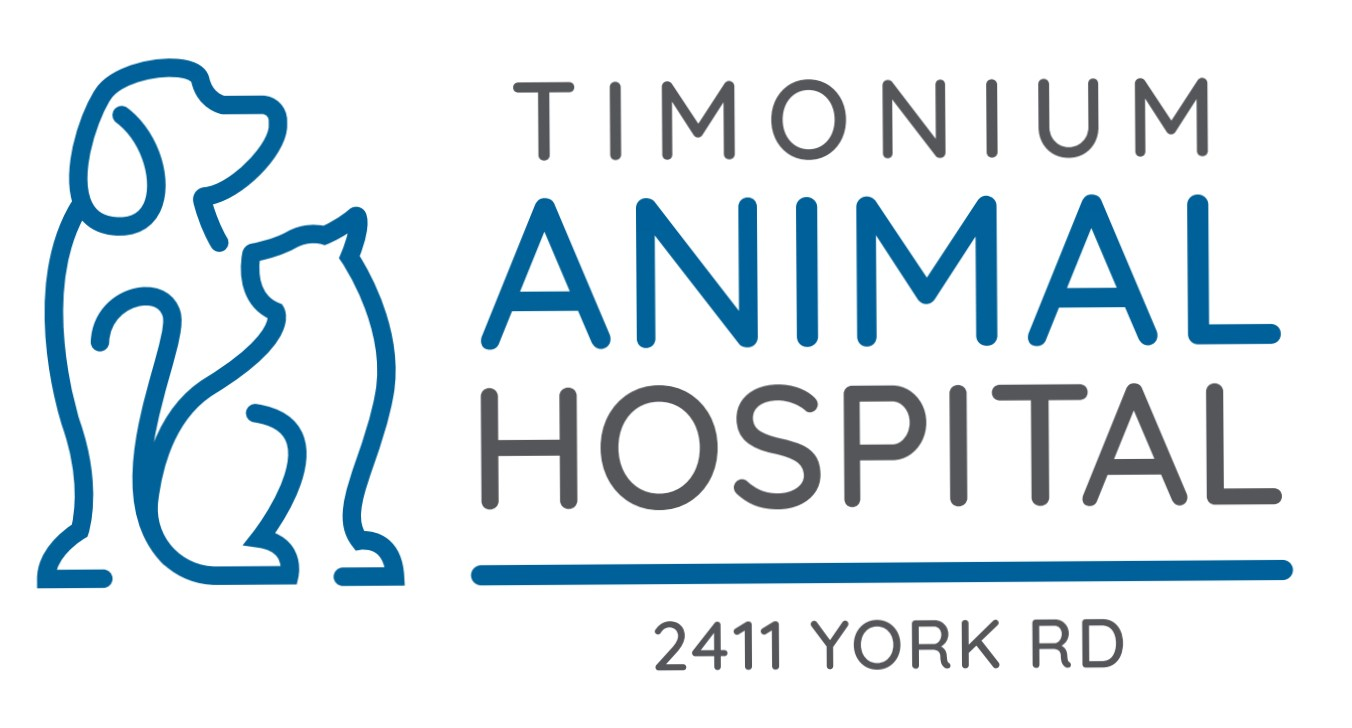 TIMONIUM
ANIMAL
HOSPITAL
2411 YORK RD